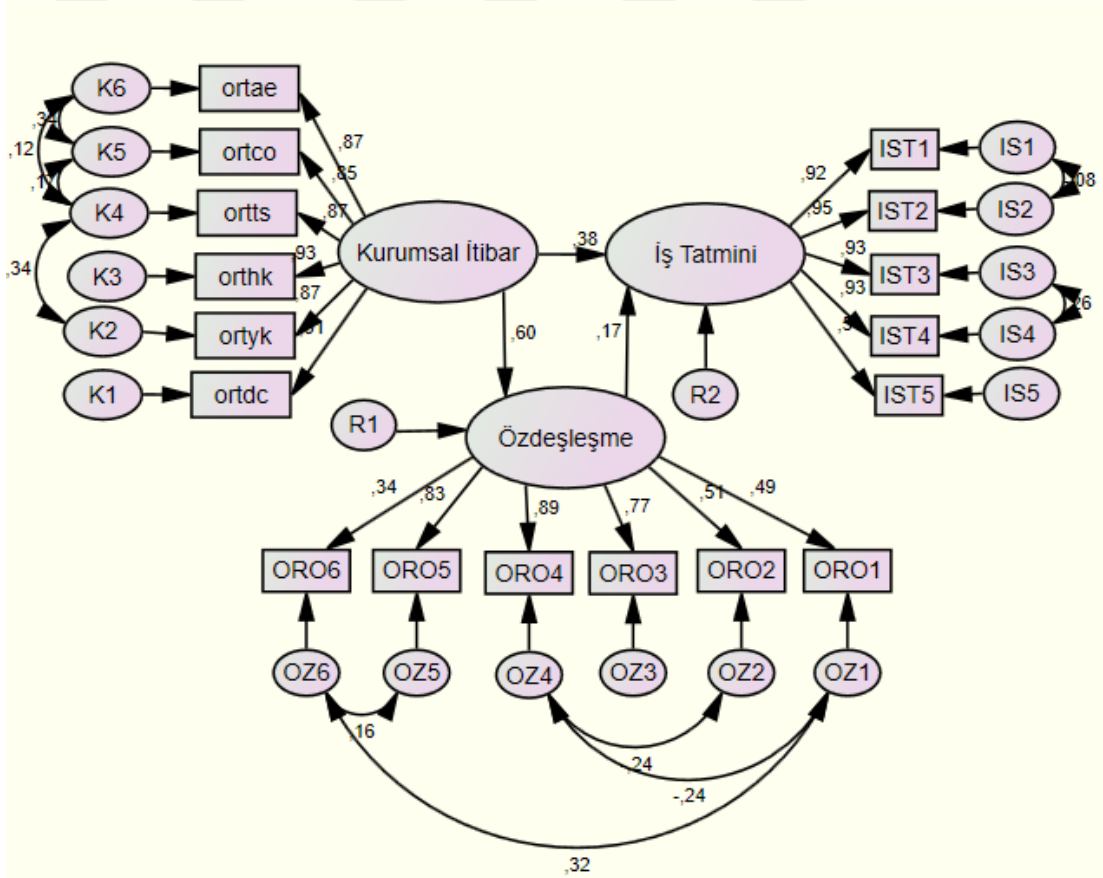 K6
ortae
K5
ortco
K4
ortts
K3
orthk
K2
ortyk
K1
ortdc
,34
,12
,34
,87
,85
,87
,93
,87
Kurumsal İtibar
,38
İş Tatmini
,60
,17
R1
R2
Özdeşleşme
,92
,95
,93
,93
IST1
IS1
IST2
IS2
IST3
IS3
IST4
IS4
IST5
IS5
,34
,83
,89
,77
,51
,49
ORO6
ORO5
ORO4
ORO3
ORO2
ORO1
OZ6
OZ5
OZ4
OZ3
OZ2
OZ1
,16
-,24
,32